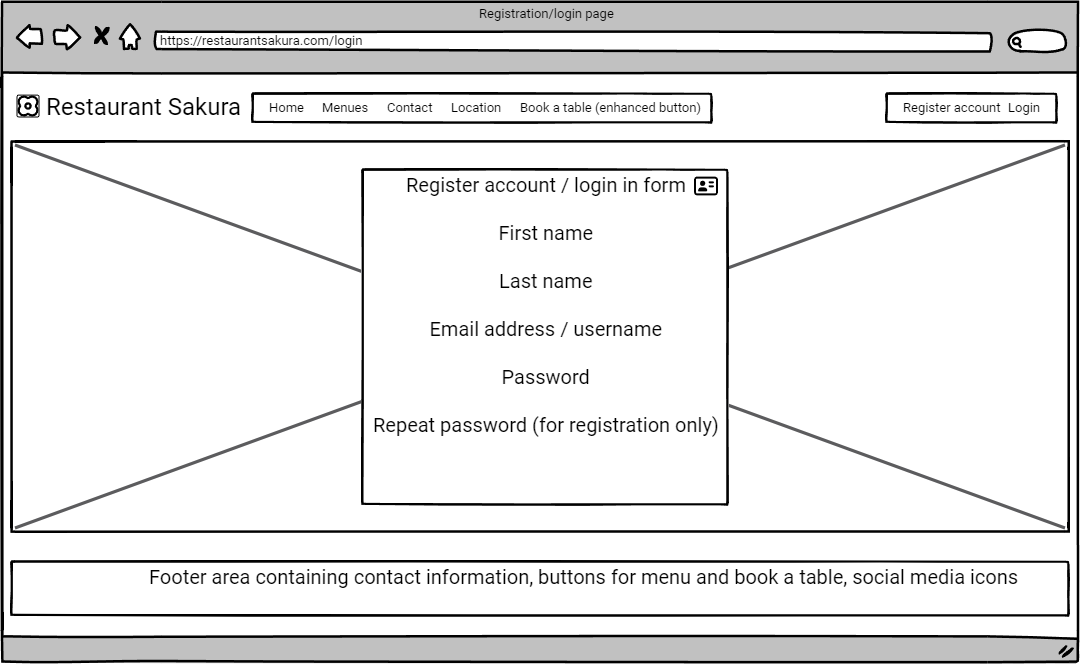 Registration/login page
https://restaurantsakura.com/login
Restaurant Sakura
Home Menues Contact Location Book a table (enhanced button)
Register account Login
Register account / login in form
First name
Last name
Email address / username
Password
Repeat password (for registration only)
Footer area containing contact information, buttons for menu and book a table, social media icons